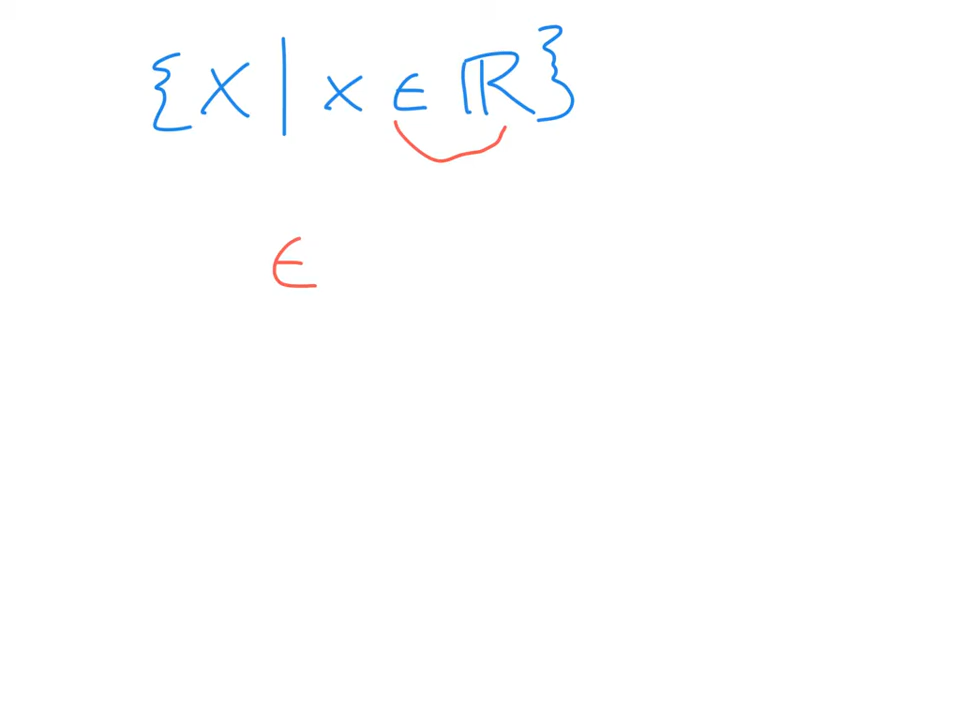 {X | x ∈ ℝ}
∈